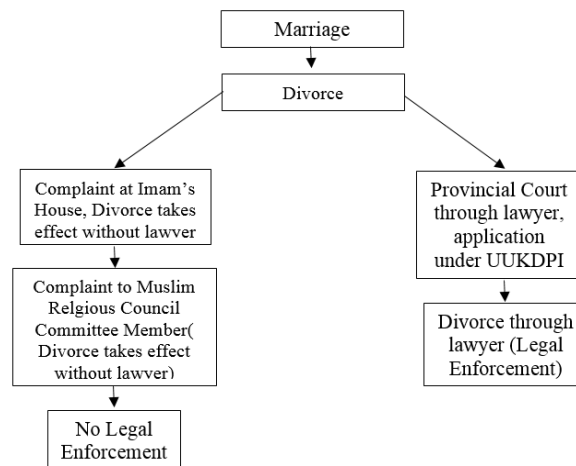 Marriage
Divorce
Complaint at Imam's
House, Divorce takes
effect without lawver
Complaint to Muslim
Relgious Council
Committee Member(
Divorce takes effect
without lawver)
No Legal
Enforcement
Provincial Court
through lawyer,
application
under UUKDPI
Divorce through
lawyer (Legal
Enforcement)